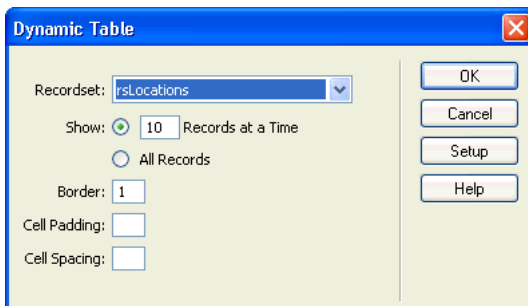 Dynamic Table
Recordset: rsLocations
Show: 10 Records at a Time
All Records
Border: 1
Cell Padding:
Cell Spacing:
OK
Cancel
Setup
Help